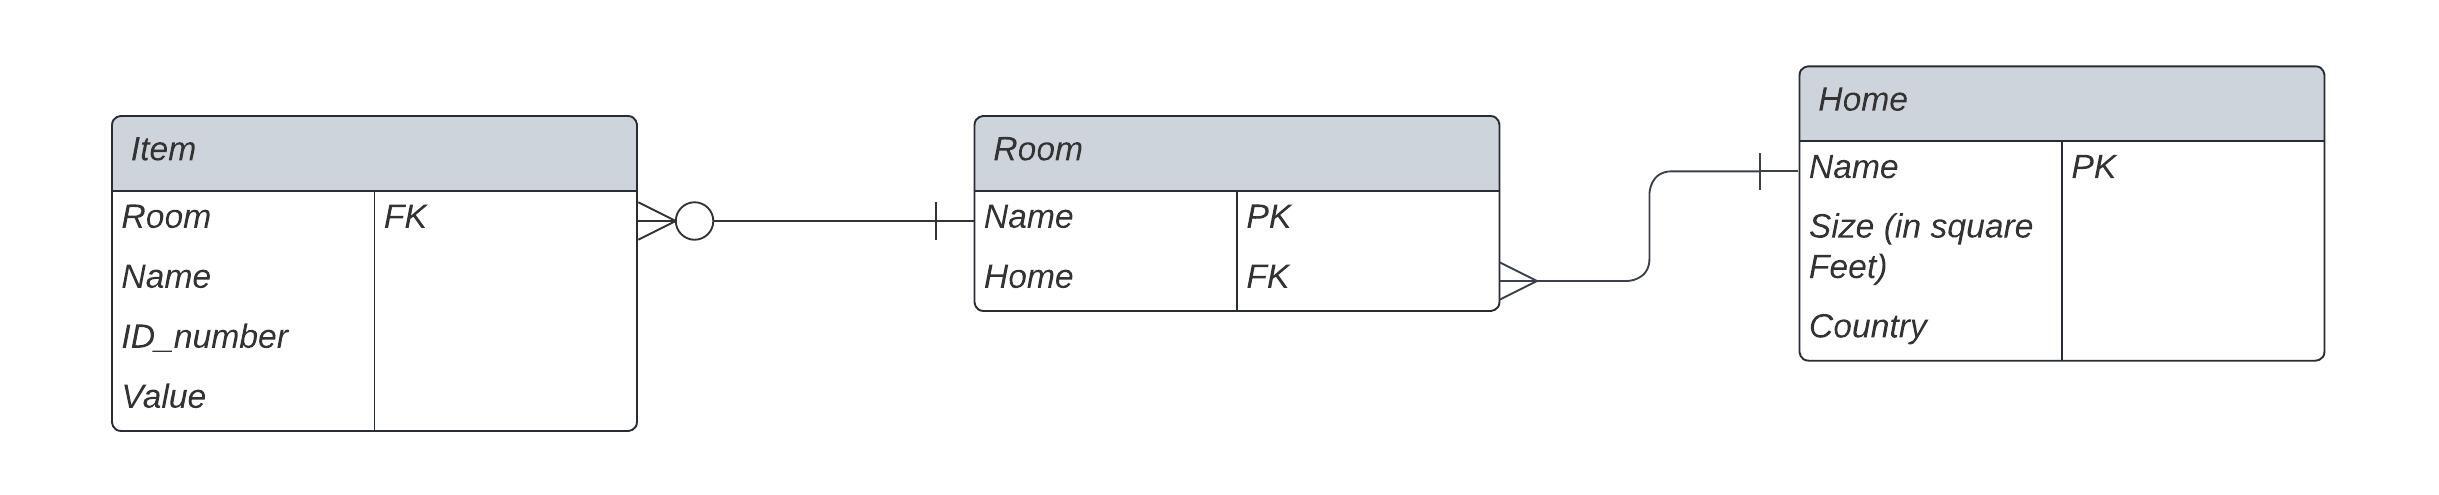 Item
Room FK
Name
ID_number
Value
Room
Name PK
Home FK
Home
Name PK
Size (in square
Feet)
Country